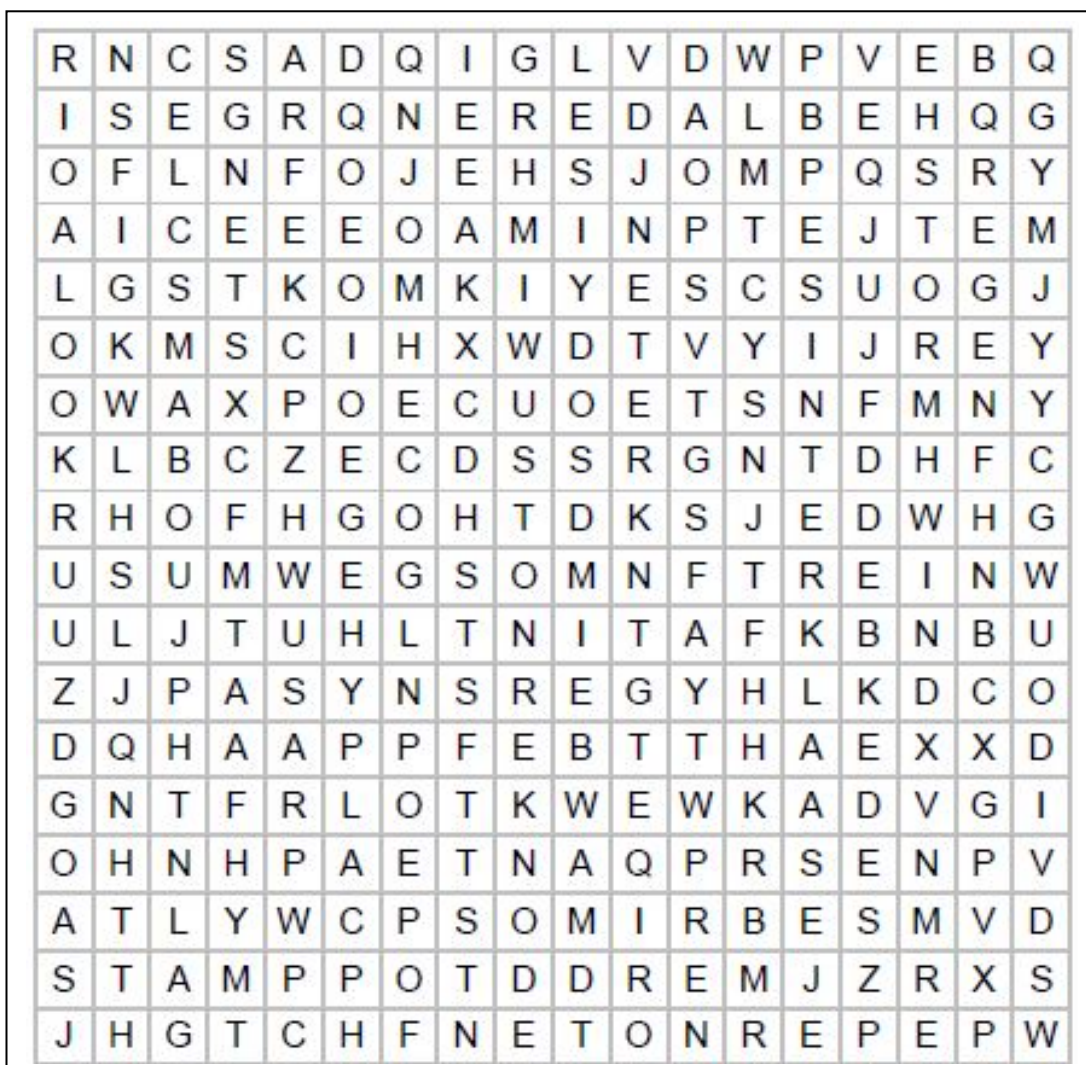 R N C S A D Q I G L V D W P V E B Q
I S E G R Q N E R E D A L B E H Q G
O F L N F O J E H S J O M P Q S R Y
A I C E E E O A M I N P T E J T E M
L G S T K O M K I Y E S C S U O G J
O K M S C I H X W D T V Y I J R E Y
O W A X P O E C U O E T S N F M N Y
K L B C Z E C D S S R G N T D H F C
R H O F H G O H T D K S J E D W H G
U S U M W E G S O M N F T R E I N W
U L J T U H L T N I T A F K B N B U
Z J P A S Y N S R E G Y H L K D C O
D Q H A A P P F E B T T H A E X X D
G N T F R L O T K W E W K A D V G I
O H N H P A E T N A Q P R S E N P V
A T L Y W C P S O M I R B E S M V D
S T A M P P O T D D R E M J Z R X S
J H G T C H F N E T O N R E P E P W